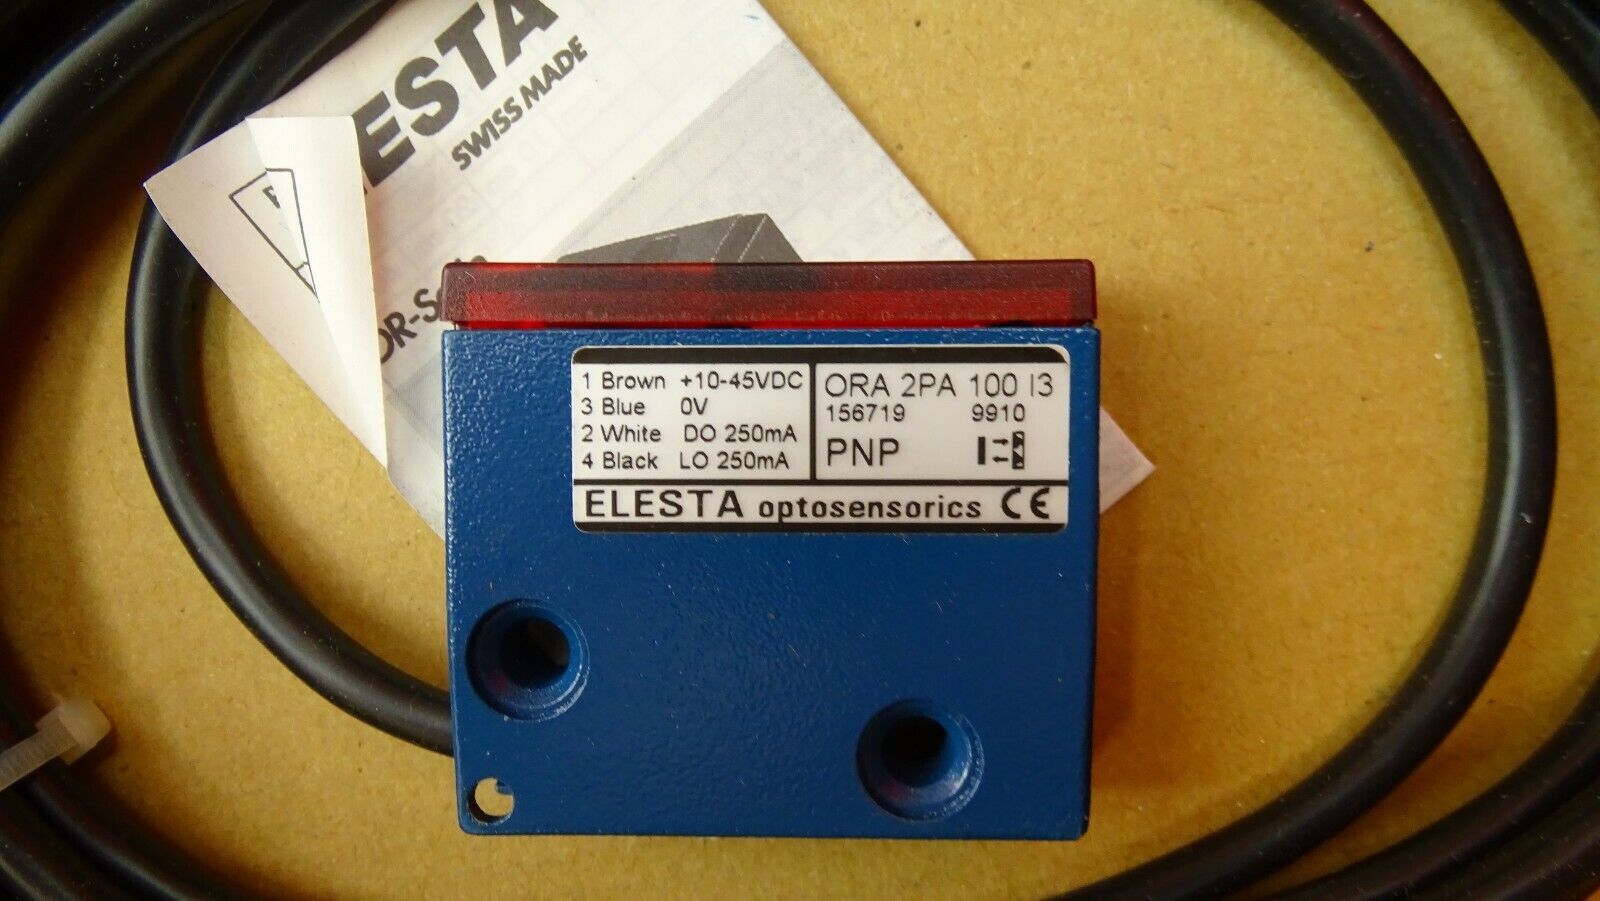 ESTA
SWISS MADE
1 Brown +10-45VDC
3 Blue 0V
2 White DO 250mA
4 Black LO 250mA
ORA 2PA 100 I3
156719 9910
PNP
ELESTA optosensorics CE